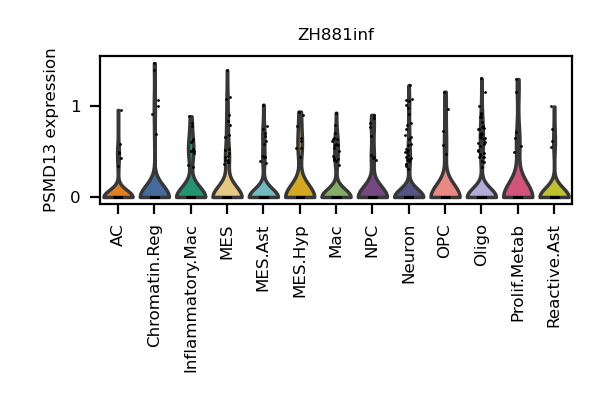 ZH881inf
PSMD13 expression
1
0
AC
Chromatin.Reg
Inflammatory.Mac
MES
MES.Ast
MES.Hyp
Mac
NPC
Neuron
OPC
Oligo
Prolif.Metab
Reactive.Ast